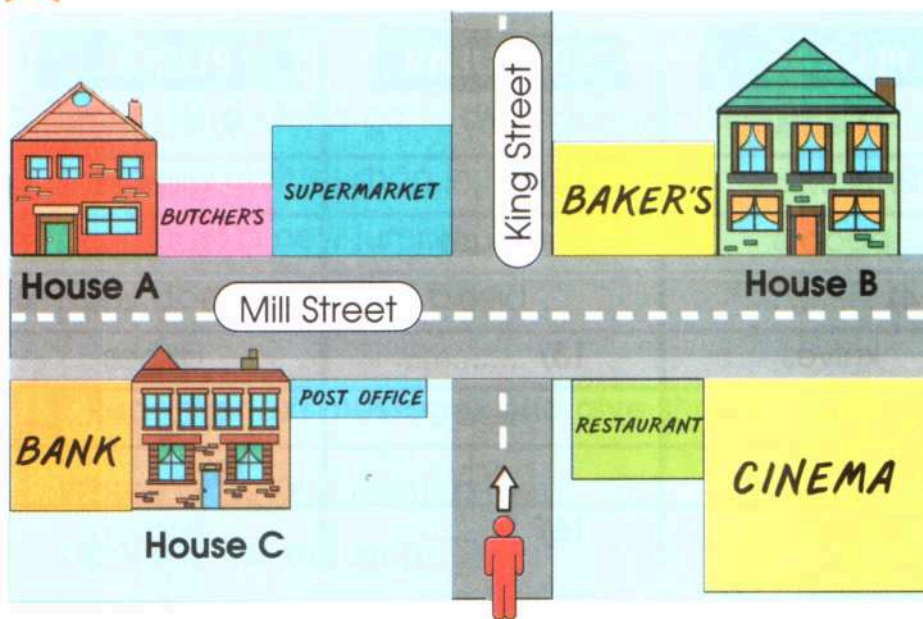 King Street
SUPERMARKET
BUTCHER'S
BAKER'S
House A
House B
Mill Street
POST OFFICE
BANK
RESTAURANT
CINEMA
House C